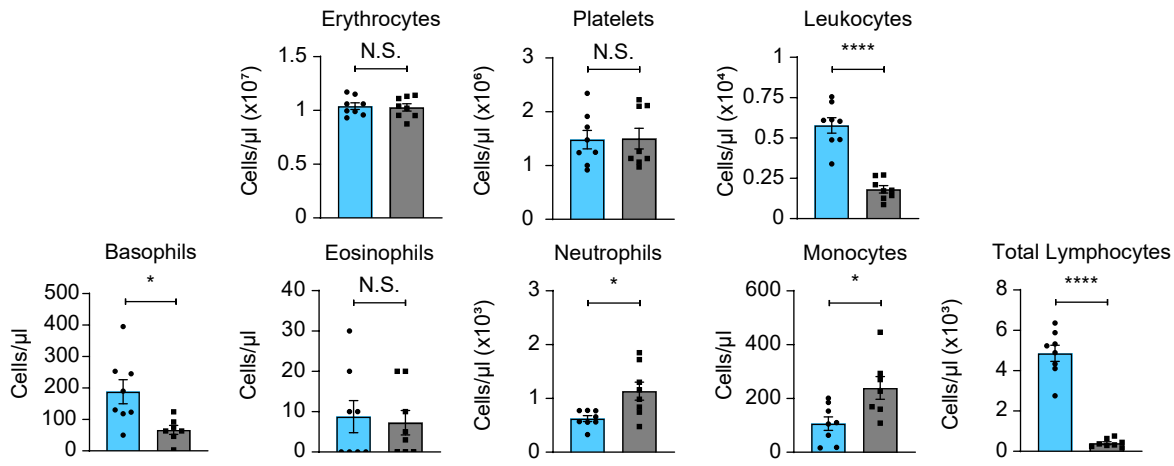 Erythrocytes
N.S.
Cells/µl (x10⁷)
1.5
1
0.5
0
Platelets
N.S.
Cells/µl (x10⁶)
3
2
1
0
Leukocytes
****
Cells/µl (x10⁴)
1
0.75
0.5
0.25
0
Basophils
*
Cells/µl
500
400
300
200
100
0
Eosinophils
N.S.
Cells/µl
40
30
20
10
0
Neutrophils
*
Cells/µl (x10³)
3
2
1
0
Monocytes
*
Cells/µl
600
400
200
0
Total Lymphocytes
****
Cells/µl (x10³)
8
6
4
2
0